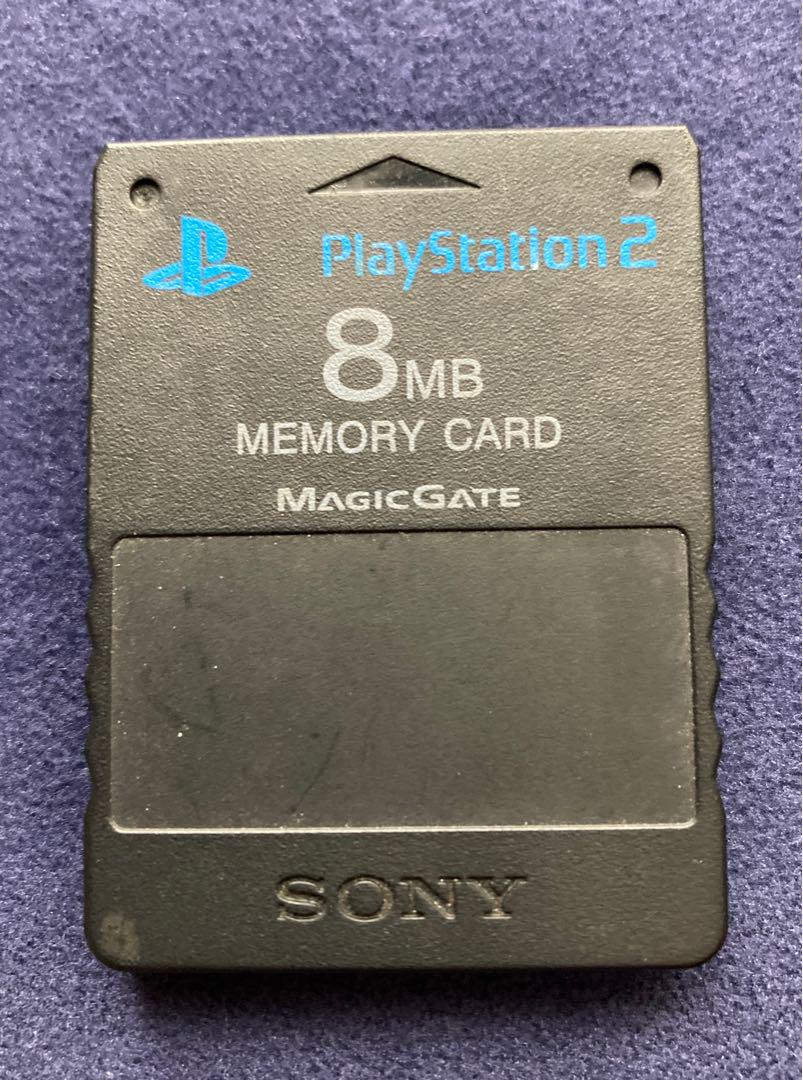 PlayStation 2
8MB
MEMORY CARD
MAGICGATE
SONY